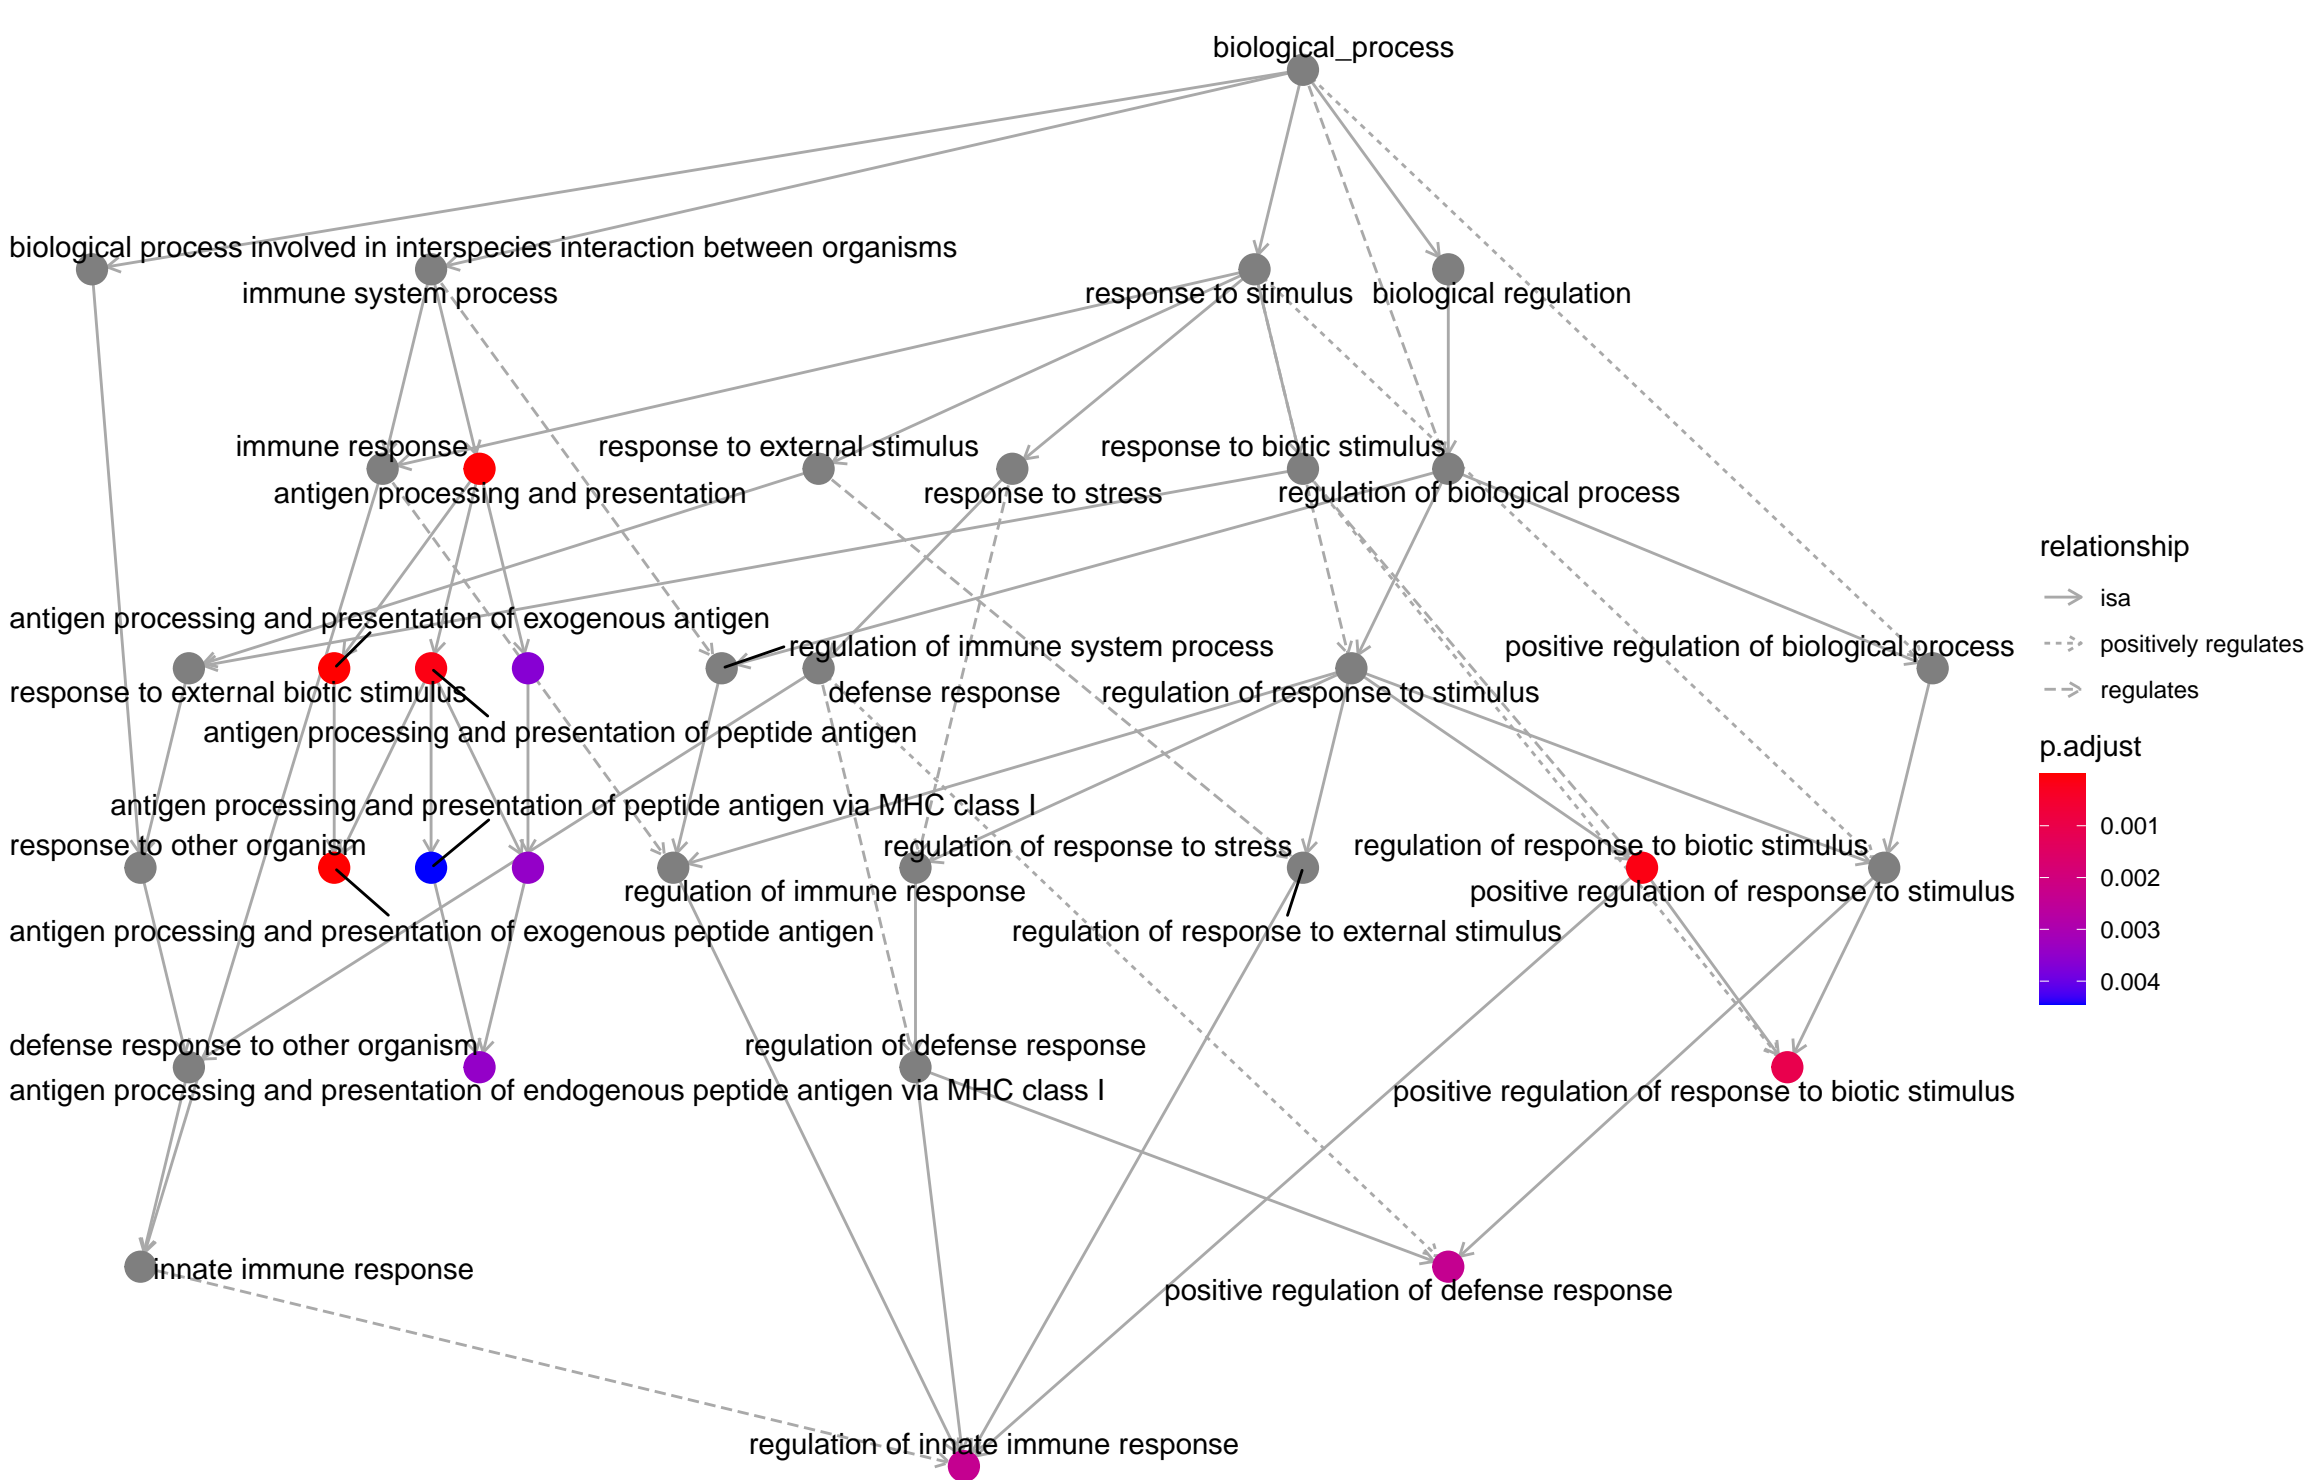 biological_process
biological process involved in interspecies interaction between organisms
immune system process
response to stimulus
biological regulation
immune response
response to external stimulus
response to biotic stimulus
antigen processing and presentation
response to stress
regulation of biological process
relationship
isa
positively regulates
regulates
antigen processing and presentation of exogenous antigen
regulation of immune system process
positive regulation of biological process
response to external biotic stimulus
defense response
regulation of response to stimulus
antigen processing and presentation of peptide antigen
p.adjust
0.001
0.002
0.003
0.004
antigen processing and presentation of peptide antigen via MHC class I
response to other organism
regulation of response to stress
regulation of response to biotic stimulus
regulation of immune response
positive regulation of response to stimulus
antigen processing and presentation of exogenous peptide antigen
regulation of response to external stimulus
defense response to other organism
regulation of defense response
antigen processing and presentation of endogenous peptide antigen via MHC class I
positive regulation of response to biotic stimulus
innate immune response
positive regulation of defense response
regulation of innate immune response